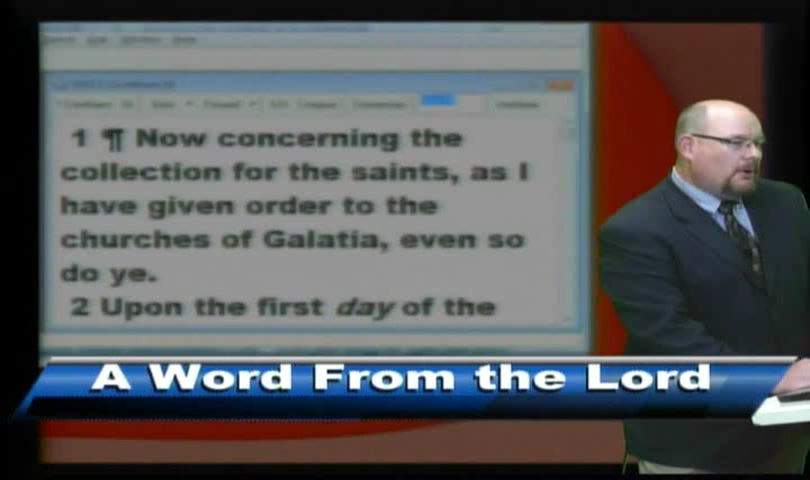 1 ¶ Now concerning the
collection for the saints, as I
have given order to the
churches of Galatia, even so
do ye.
2 Upon the first day of the
A Word From the Lord